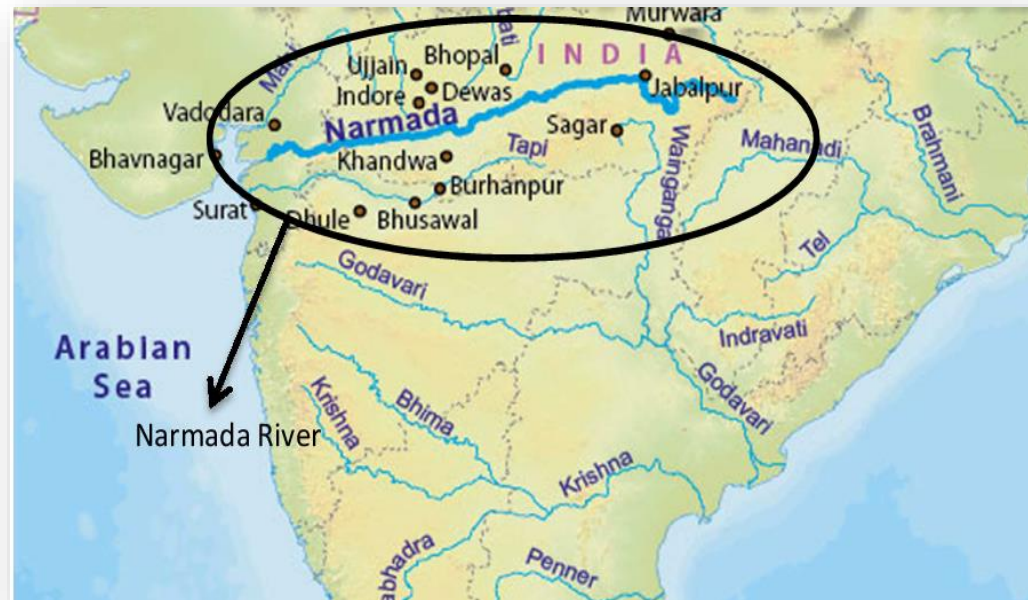 Murwara
INDIA
Bhopal
Ujjain
Dewas
Indore
Jabalpur
Vadodara
Narmada
Sagar
Tapi
Mahanadi
Brahmani
Bhavnagar
Khandwa
Wainganga
Burhanpur
Surat
Dhule
Bhusawal
Tel
Godavari
Indravati
Arabian
Sea
Godavari
Krishna
Bhima
Narmada River
Krishna
Penner